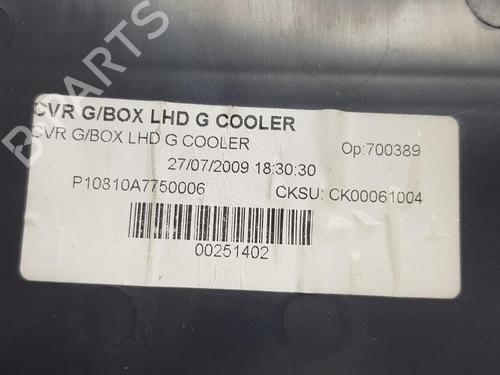 CVR G/BOX LHD G COOLER
CVR G/BOX LHD G COOLER
Op:700389
27/07/2009 18:30:30
P10810A7750006
CKSU: CK00061004
00251402
B PARTS